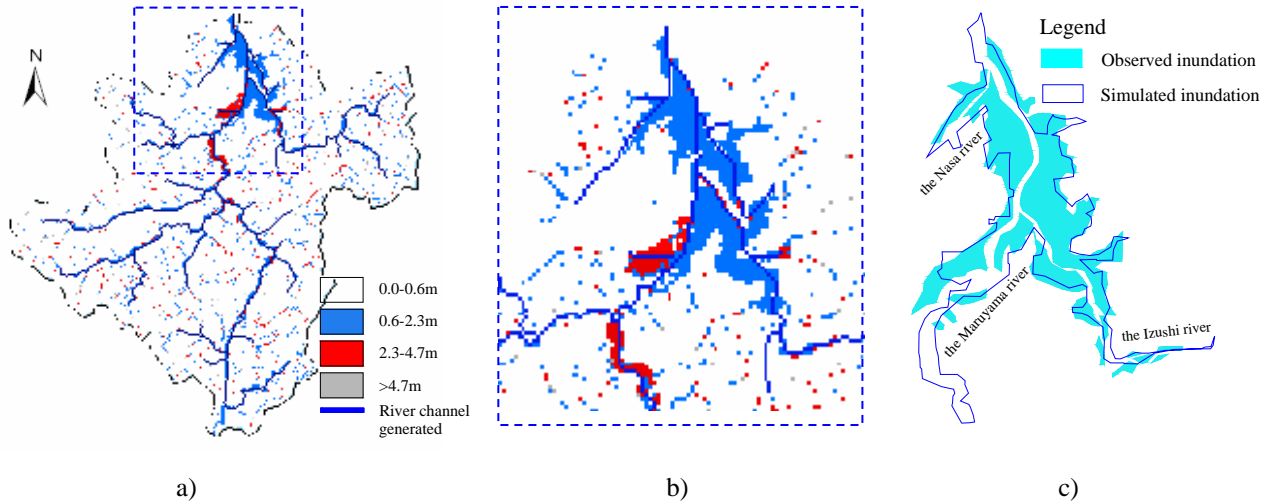 N
0.0-0.6m
0.6-2.3m
2.3-4.7m
>4.7m
River channel
generated
a)
b)
Legend
Observed inundation
Simulated inundation
the Nasa river
the Maruyama river
the Izushi river
c)